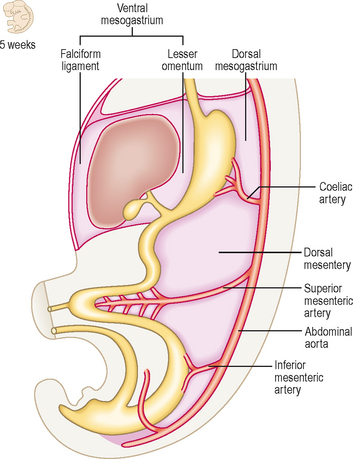 5 weeks
Ventral
mesogastrium
Falciform
ligament
Lesser
omentum
Dorsal
mesogastrium
Coeliac
artery
Dorsal
mesentery
Superior
mesenteric
artery
Abdominal
aorta
Inferior
mesenteric
artery